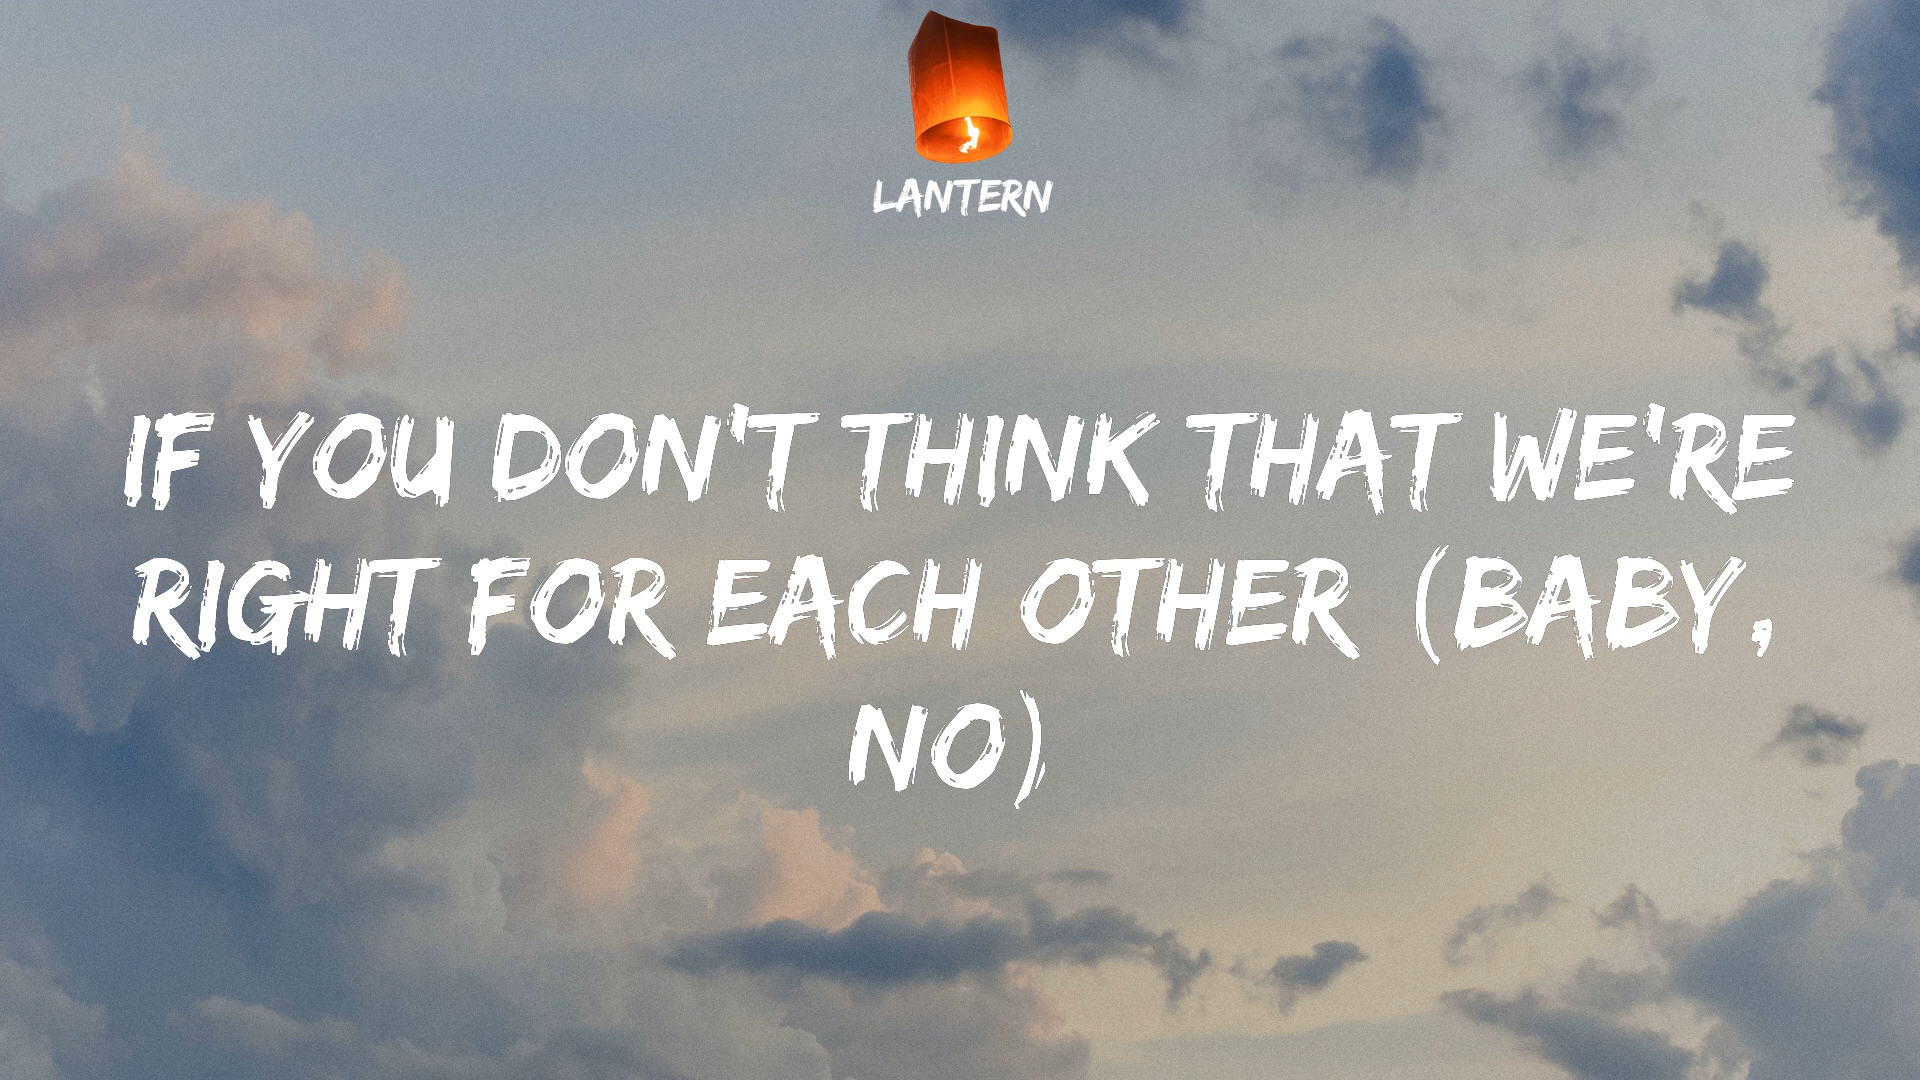 LANTERN
IF YOU DON'T THINK THAT WE'RE
RIGHT FOR EACH OTHER (BABY,
NO)